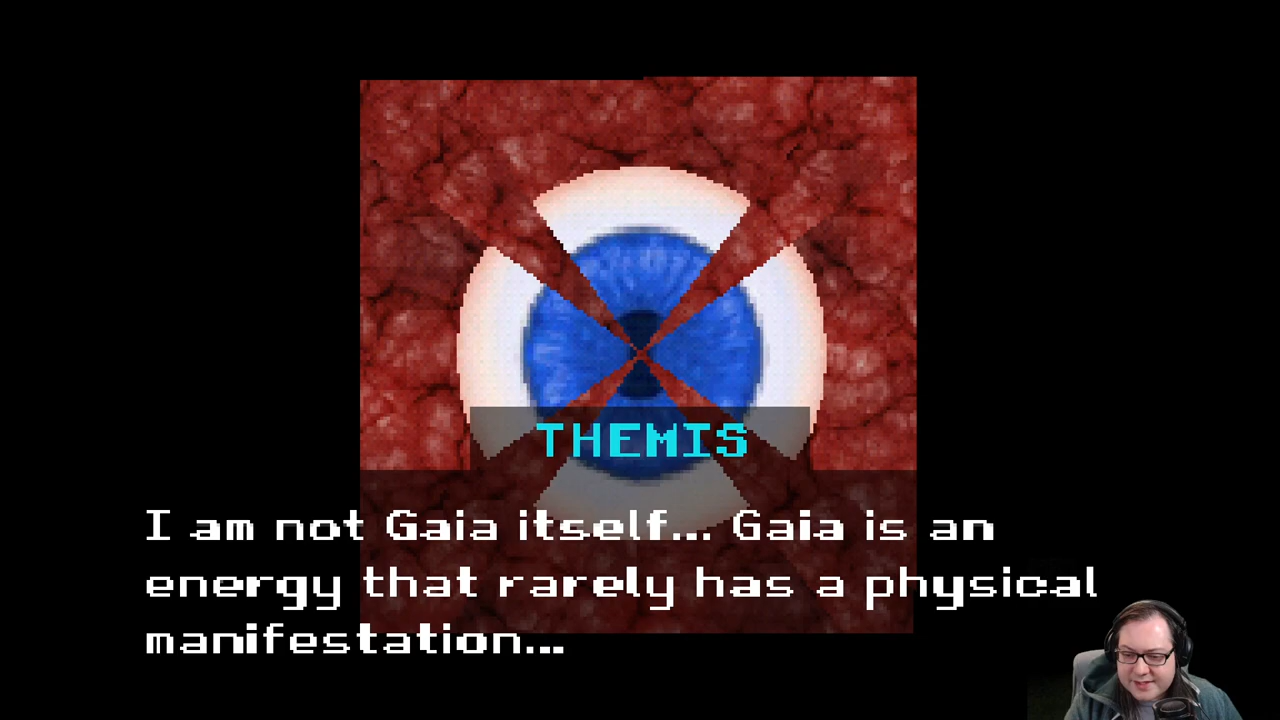 THEMIS
I am not Gaia itself... Gaia is an
energy that rarely has a physical
manifestation...